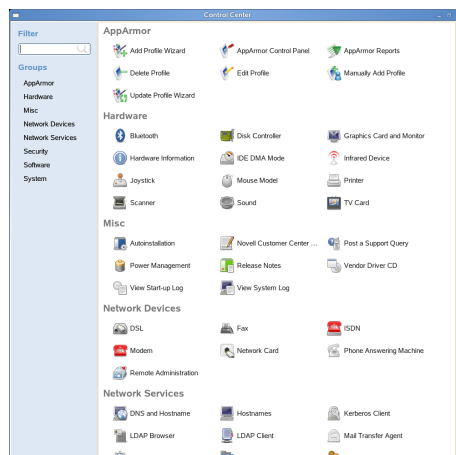 Control Center
Filter
Groups
AppArmor
Hardware
Misc
Network Devices
Network Services
Security
Software
System
AppArmor
Add Profile Wizard
AppArmor Control Panel
AppArmor Reports
Delete Profile
Edit Profile
Manually Add Profile
Update Profile Wizard
Hardware
Bluetooth
Disk Controller
Graphics Card and Monitor
Hardware Information
IDE DMA Mode
Infrared Device
Joystick
Mouse Model
Printer
Scanner
Sound
TV Card
Misc
Autoinstallation
Novell Customer Center ...
Post a Support Query
Power Management
Release Notes
Vendor Driver CD
View Start-up Log
View System Log
Network Devices
DSL
Fax
ISDN
Modem
Network Card
Phone Answering Machine
Remote Administration
Network Services
DNS and Hostname
Hostnames
Kerberos Client
LDAP Browser
LDAP Client
Mail Transfer Agent